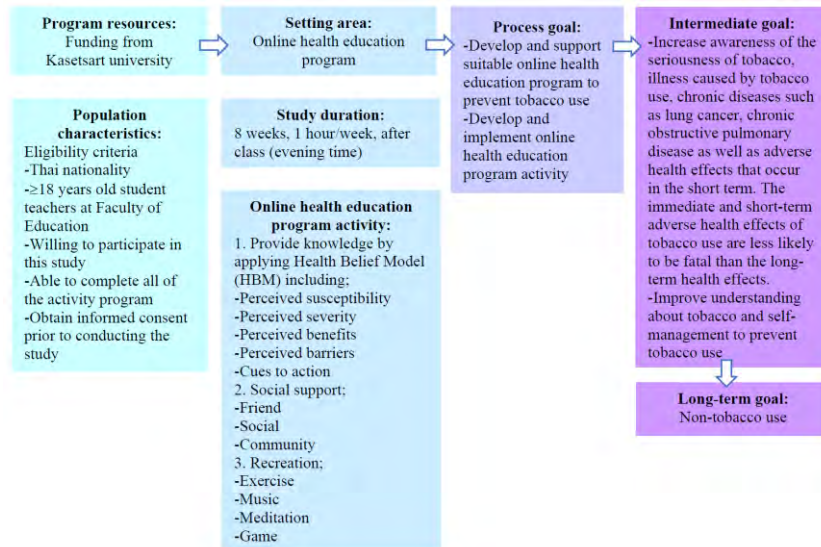 Program resources:
Funding from
Kasetsart university
Population
characteristics:
Eligibility criteria
-Thai nationality
-≥18 years old student
teachers at Faculty of
Education
-Willing to participate in
this study
-Able to complete all of
the activity program
-Obtain informed consent
prior to conducting the
study
Setting area:
Online health education
program
Study duration:
8 weeks, 1 hour/week, after
class (evening time)
Online health education
program activity:
1. Provide knowledge by
applying Health Belief Model
(HBM) including;
-Perceived susceptibility
-Perceived severity
-Perceived benefits
-Perceived barriers
-Cues to action
2. Social support;
-Friend
-Social
-Community
3. Recreation;
-Exercise
-Music
-Meditation
-Game
Process goal:
-Develop and support
suitable online health
education program to
prevent tobacco use
-Develop and
implement online
health education
program activity
Intermediate goal:
-Increase awareness of the
seriousness of tobacco,
illness caused by tobacco
use, chronic diseases such
as lung cancer, chronic
obstructive pulmonary
disease as well as adverse
health effects that occur
in the short term. The
immediate and short-term
adverse health effects of
tobacco use are less likely
to be fatal than the long-
term health effects.
-Improve understanding
about tobacco and self-
management to prevent
tobacco use
Long-term goal:
Non-tobacco use